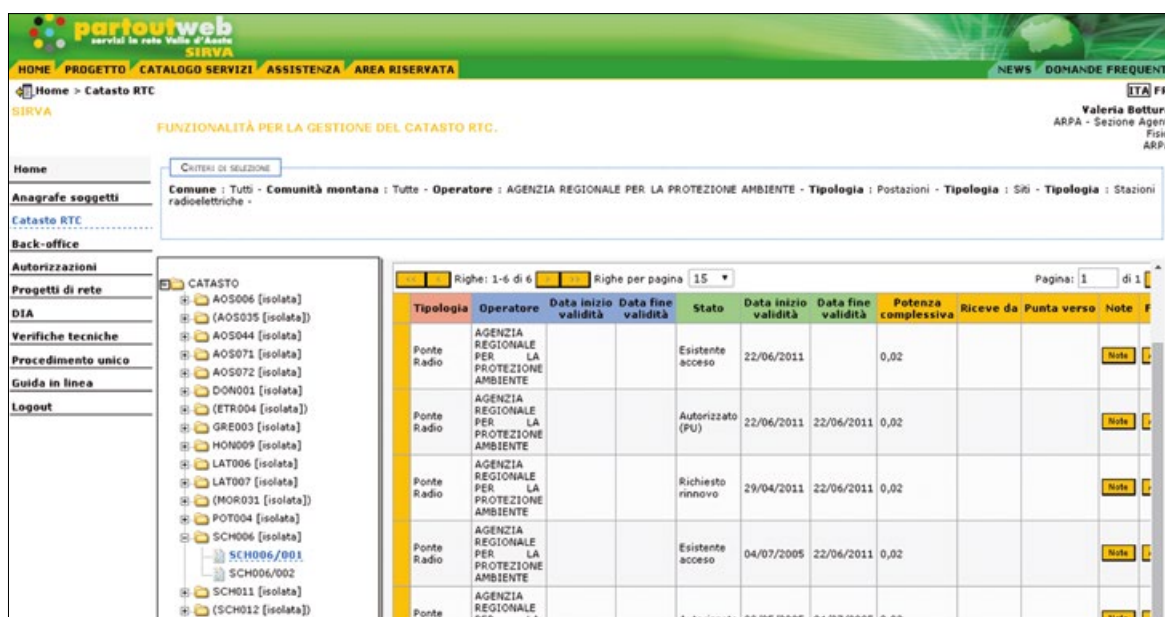 partoutweb
servizi in rete Valle d'Aosta
SIRVA
HOME PROGETTO CATALOGO SERVIZI ASSISTENZA AREA RISERVATA NEWS DOMANDE FREQUENT
Home > Catasto RTC ITA FR
SIRVA
Valeria Bottur
ARPA - Sezione Agen
Fisi
ARP
FUNZIONALITÀ PER LA GESTIONE DEL CATASTO RTC.
Home
Anagrafe soggetti
Catasto RTC
Back-office
Autorizzazioni
Progetti di rete
DIA
Verifiche tecniche
Procedimento unico
Guida in linea
Logout
CRITERI DI SELEZIONE
Comune : Tutti - Comunità montana : Tutte - Operatore : AGENZIA REGIONALE PER LA PROTEZIONE AMBIENTE - Tipologia : Postazioni - Tipologia : Siti - Tipologia : Stazioni
radioelettriche -
CATASTO
AOS006 [isolata]
(AOS035 [isolata])
AOS044 [isolata]
AOS071 [isolata]
AOS072 [isolata]
DON001 [isolata]
(ETR004 [isolata])
GRE003 [isolata]
HON009 [isolata]
LAT006 [isolata]
LAT007 [isolata]
(MOR031 [isolata])
POT004 [isolata]
SCH006 [isolata]
SCH006/001
SCH006/002
SCH011 [isolata]
(SCH012 [isolata])
<< < Righe: 1-6 di 6 > >> Righe per pagina 15 Pagina: 1 di 1
Tipologia Operatore Data inizio validità Data fine validità Stato Data inizio validità Data fine validità Potenza complessiva Riceve da Punta verso Note F
Ponte Radio AGENZIA REGIONALE PER LA PROTEZIONE AMBIENTE Esistente acceso 22/06/2011 0,02 Note
Ponte Radio AGENZIA REGIONALE PER LA PROTEZIONE AMBIENTE Autorizzato (PU) 22/06/2011 22/06/2011 0,02 Note
Ponte Radio AGENZIA REGIONALE PER LA PROTEZIONE AMBIENTE Richiesto rinnovo 29/04/2011 22/06/2011 0,02 Note
Ponte Radio AGENZIA REGIONALE PER LA PROTEZIONE AMBIENTE Esistente acceso 04/07/2005 22/06/2011 0,02 Note
Ponte AGENZIA REGIONALE